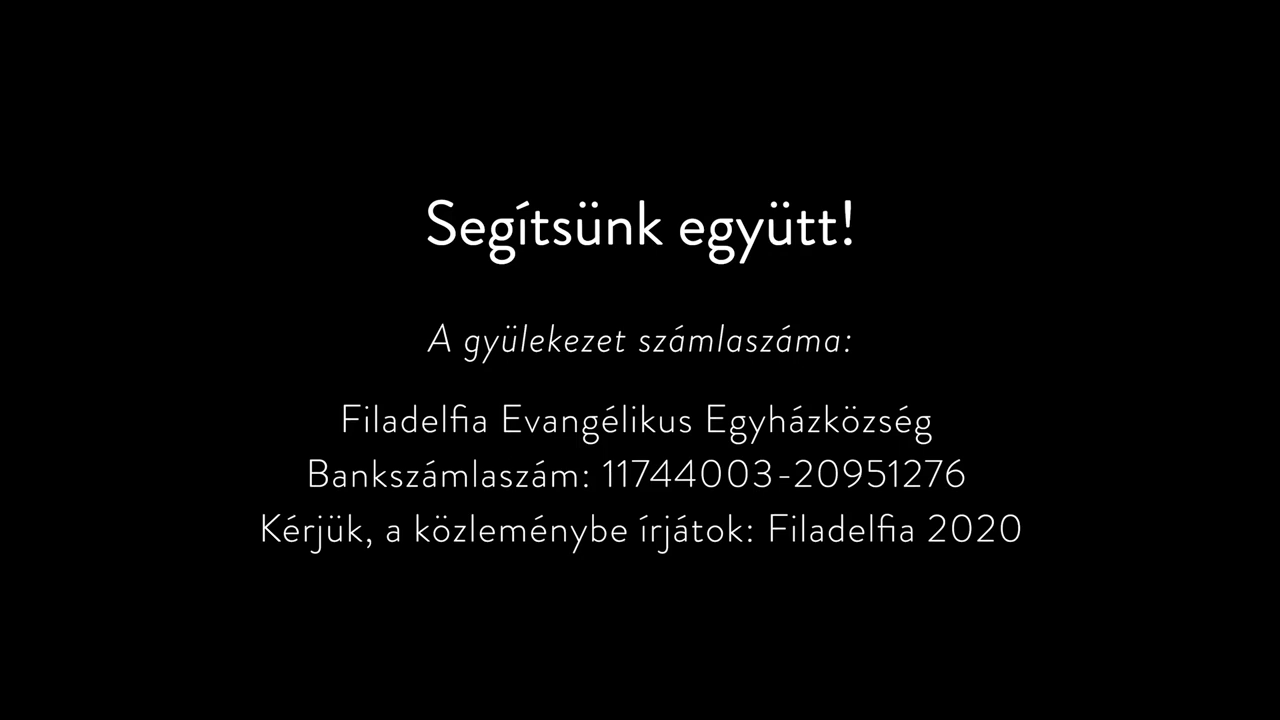 Segítsünk együtt!
A gyülekezet számlaszáma:
Filadelfia Evangélikus Egyházközség
Bankszámlaszám: 11744003-20951276
Kérjük, a közleménybe írjátok: Filadelfia 2020